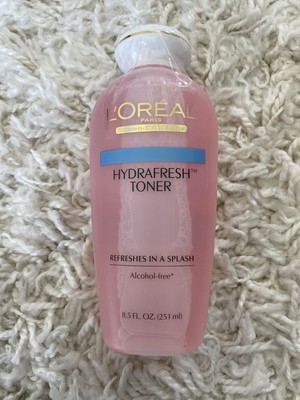 L'ORÉAL
PARIS
HYDRAFRESH™
TONER
REFRESHES IN A SPLASH
Alcohol-free*
8.5 FL. OZ. (251 ml)